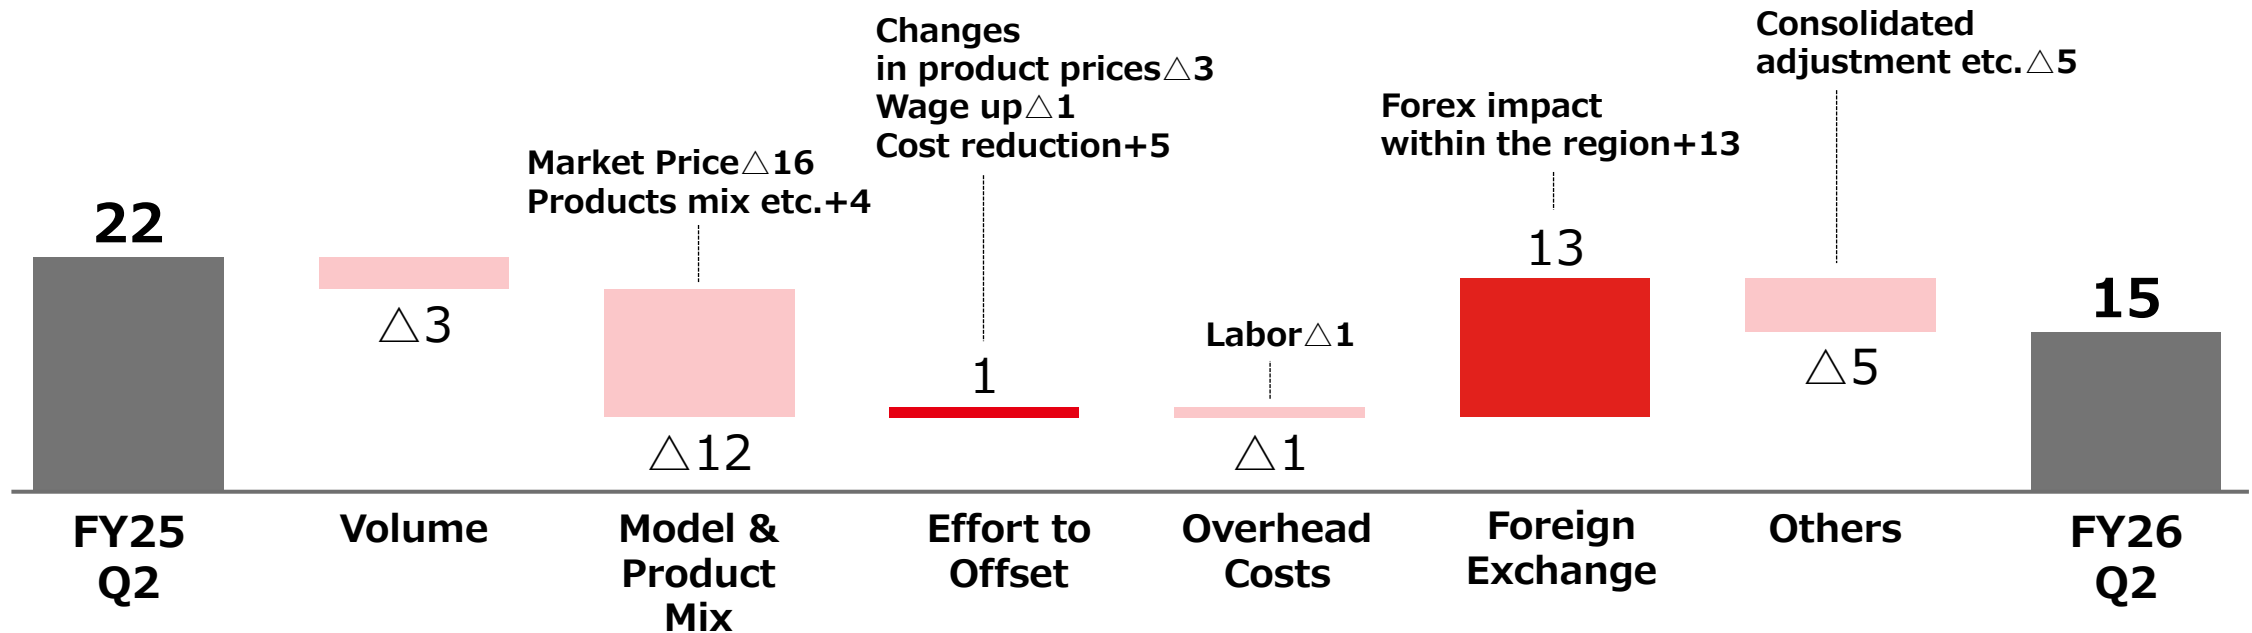 Changes
in product prices△3
Wage up△1
Cost reduction+5
Consolidated
adjustment etc.△5
Forex impact
within the region+13
Market Price△16
Products mix etc.+4
22
△3
△12
1
Labor△1
△1
13
△5
15
FY25
Q2
Volume
Model &
Product
Mix
Effort to
Offset
Overhead
Costs
Foreign
Exchange
Others
FY26
Q2